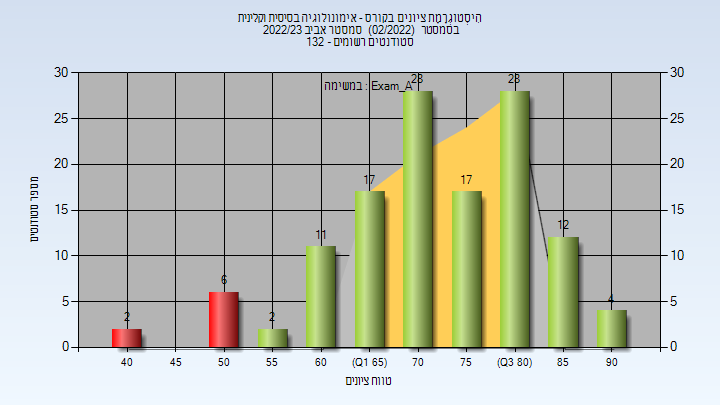 הִיסְטוֹגְרַמַת ציונים בקורס - אימונולוגיה בסיסית וקלינית
בסמסטר (02/2022) סמסטר אביב 2022/23
סטודנטים רשומים - 132
במשימה : Exam_A
מספר סטודנטים
30 30
25 25
20 20
15 15
10 10
5 5
0 0
2 6 2 11 17 28 17 28 12 4
40 45 50 55 60 (Q1 65) 70 75 (Q3 80) 85 90
טווח ציונים